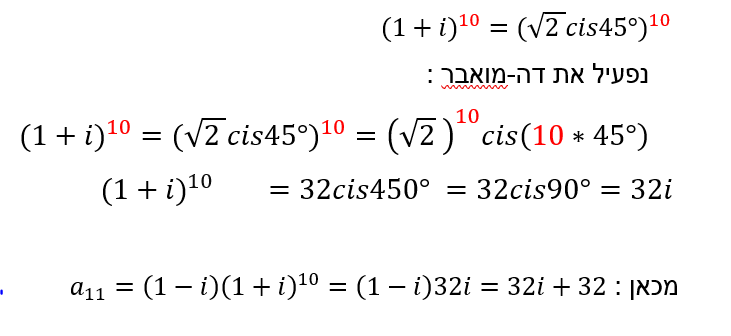 (1 + i)¹⁰ = (√2 cis45°)¹⁰
נפעיל את דה-מואבר :
(1 + i)¹⁰ = (√2 cis45°)¹⁰ = (√2)¹⁰ cis(10 * 45°)
(1 + i)¹⁰ = 32cis450° = 32cis90° = 32i
מכאן : a₁₁ = (1 − i)(1 + i)¹⁰ = (1 − i)32i = 32i + 32